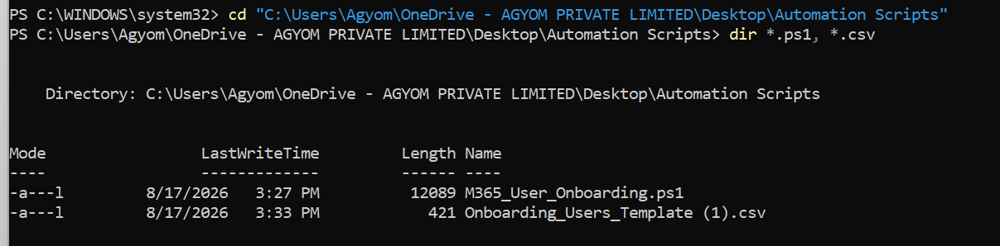 PS C:\WINDOWS\system32> cd "C:\Users\Agyom\OneDrive - AGYOM PRIVATE LIMITED\Desktop\Automation Scripts"
PS C:\Users\Agyom\OneDrive - AGYOM PRIVATE LIMITED\Desktop\Automation Scripts> dir *.ps1, *.csv
    Directory: C:\Users\Agyom\OneDrive - AGYOM PRIVATE LIMITED\Desktop\Automation Scripts
Mode                 LastWriteTime         Length Name
----                 -------------         ------ ----
-a---l         8/17/2026   3:27 PM          12089 M365_User_Onboarding.ps1
-a---l         8/17/2026   3:33 PM            421 Onboarding_Users_Template (1).csv